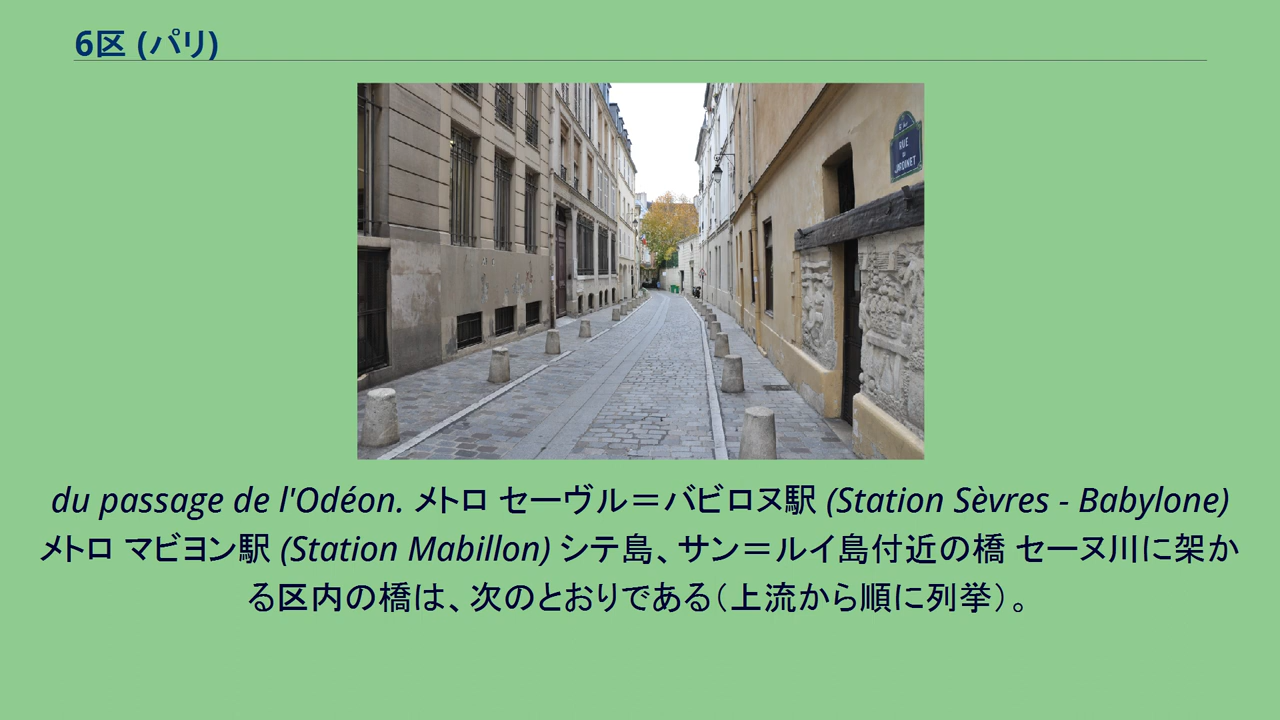 6区 (パリ)
6e Arrt
RUE
DU
JARDINET
du passage de l'Odéon. メトロ セーヴル＝バビロヌ駅 (Station Sèvres - Babylone)
メトロ マビヨン駅 (Station Mabillon) シテ島、サン＝ルイ島付近の橋 セーヌ川に架か
る区内の橋は、次のとおりである（上流から順に列挙）。